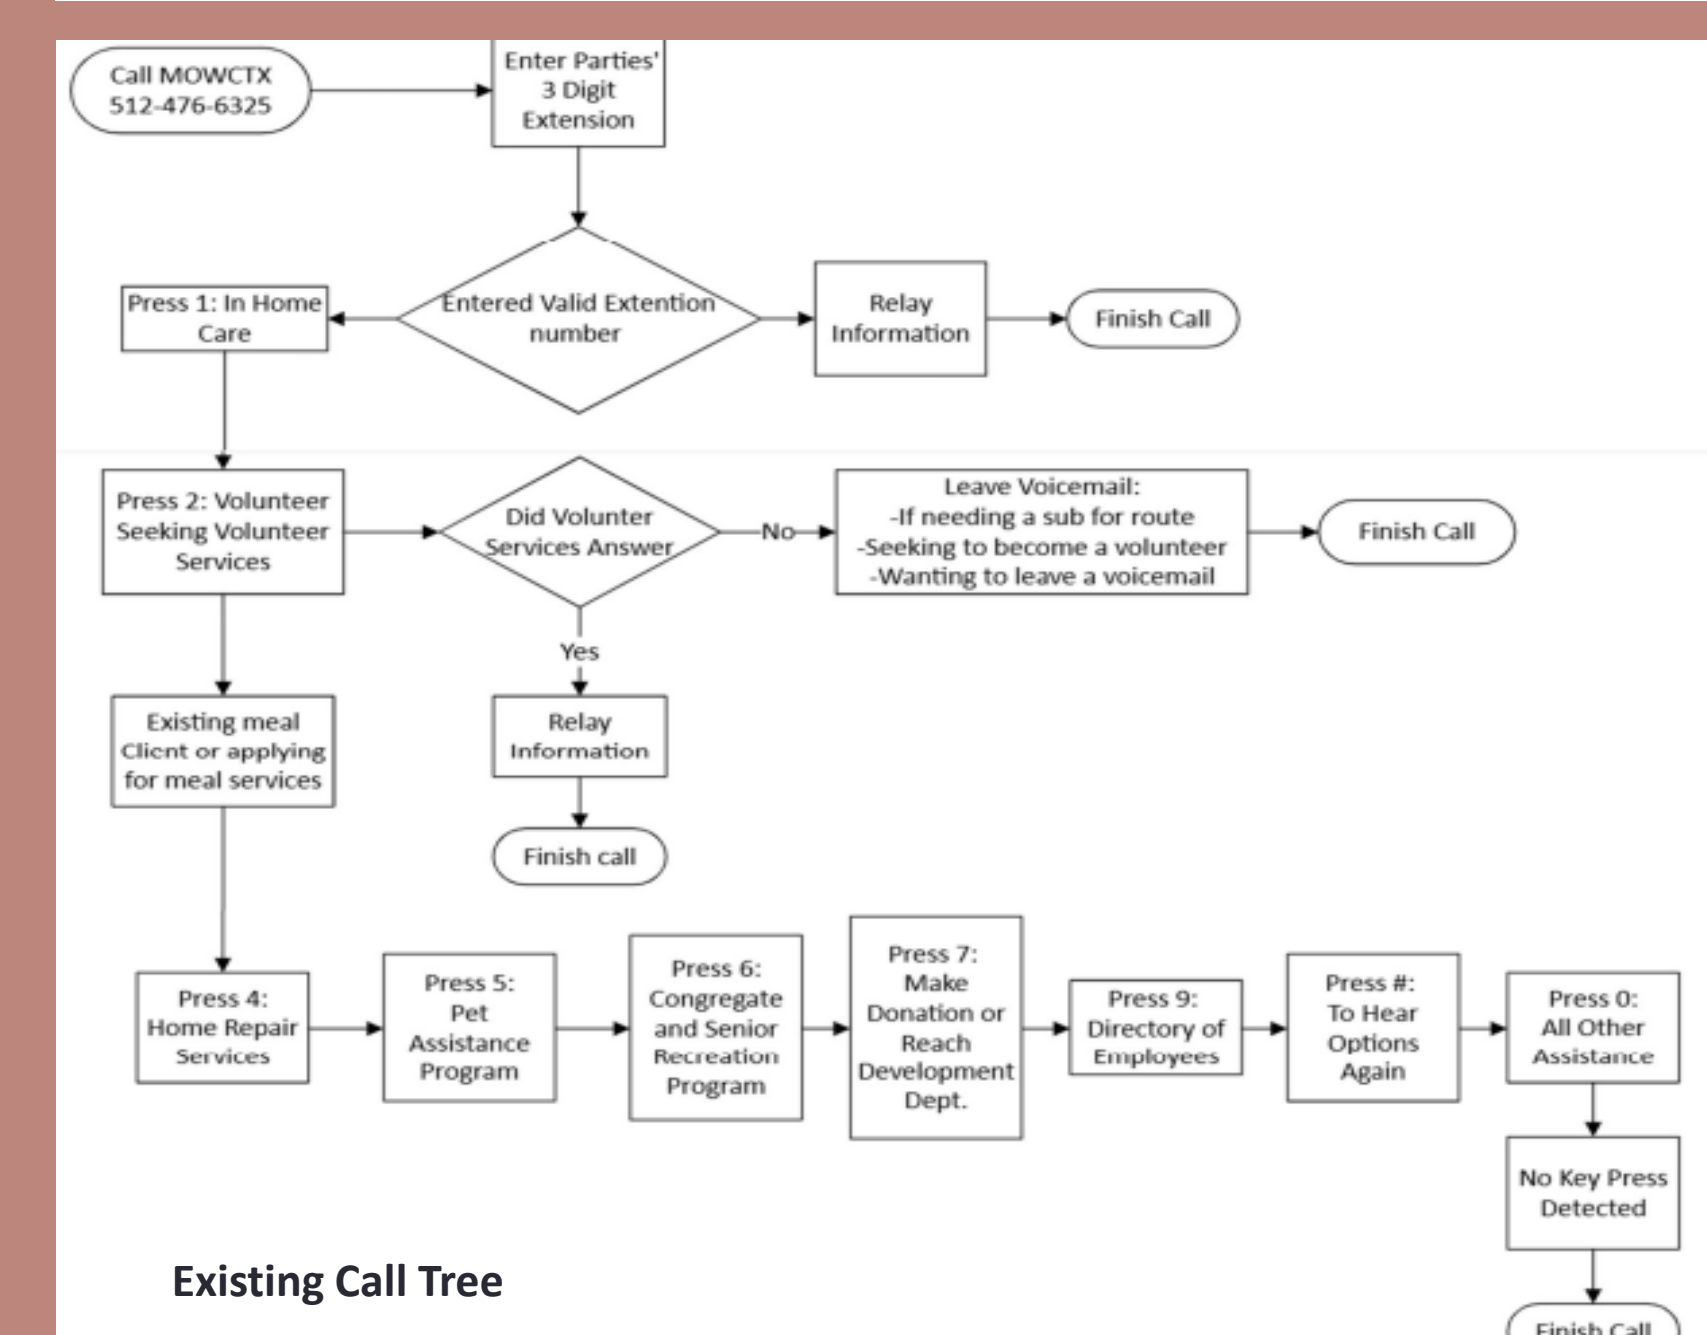 Call MOWCTX
512-476-6325
Enter Parties'
3 Digit
Extension
Press 1: In Home
Care
Entered Valid Extention
number
Relay
Information
Finish Call
Press 2: Volunteer
Seeking Volunteer
Services
Did Volunter
Services Answer
No
Leave Voicemail:
-If needing a sub for route
-Seeking to become a volunteer
-Wanting to leave a voicemail
Finish Call
Yes
Existing meal
Client or applying
for meal services
Relay
Information
Finish call
Press 4:
Home Repair
Services
Press 5:
Pet
Assistance
Program
Press 6:
Congregate
and Senior
Recreation
Program
Press 7:
Make
Donation or
Reach
Development
Dept.
Press 9:
Directory of
Employees
Press #:
To Hear
Options
Again
Press 0:
All Other
Assistance
No Key Press
Detected
Finish Call
Existing Call Tree